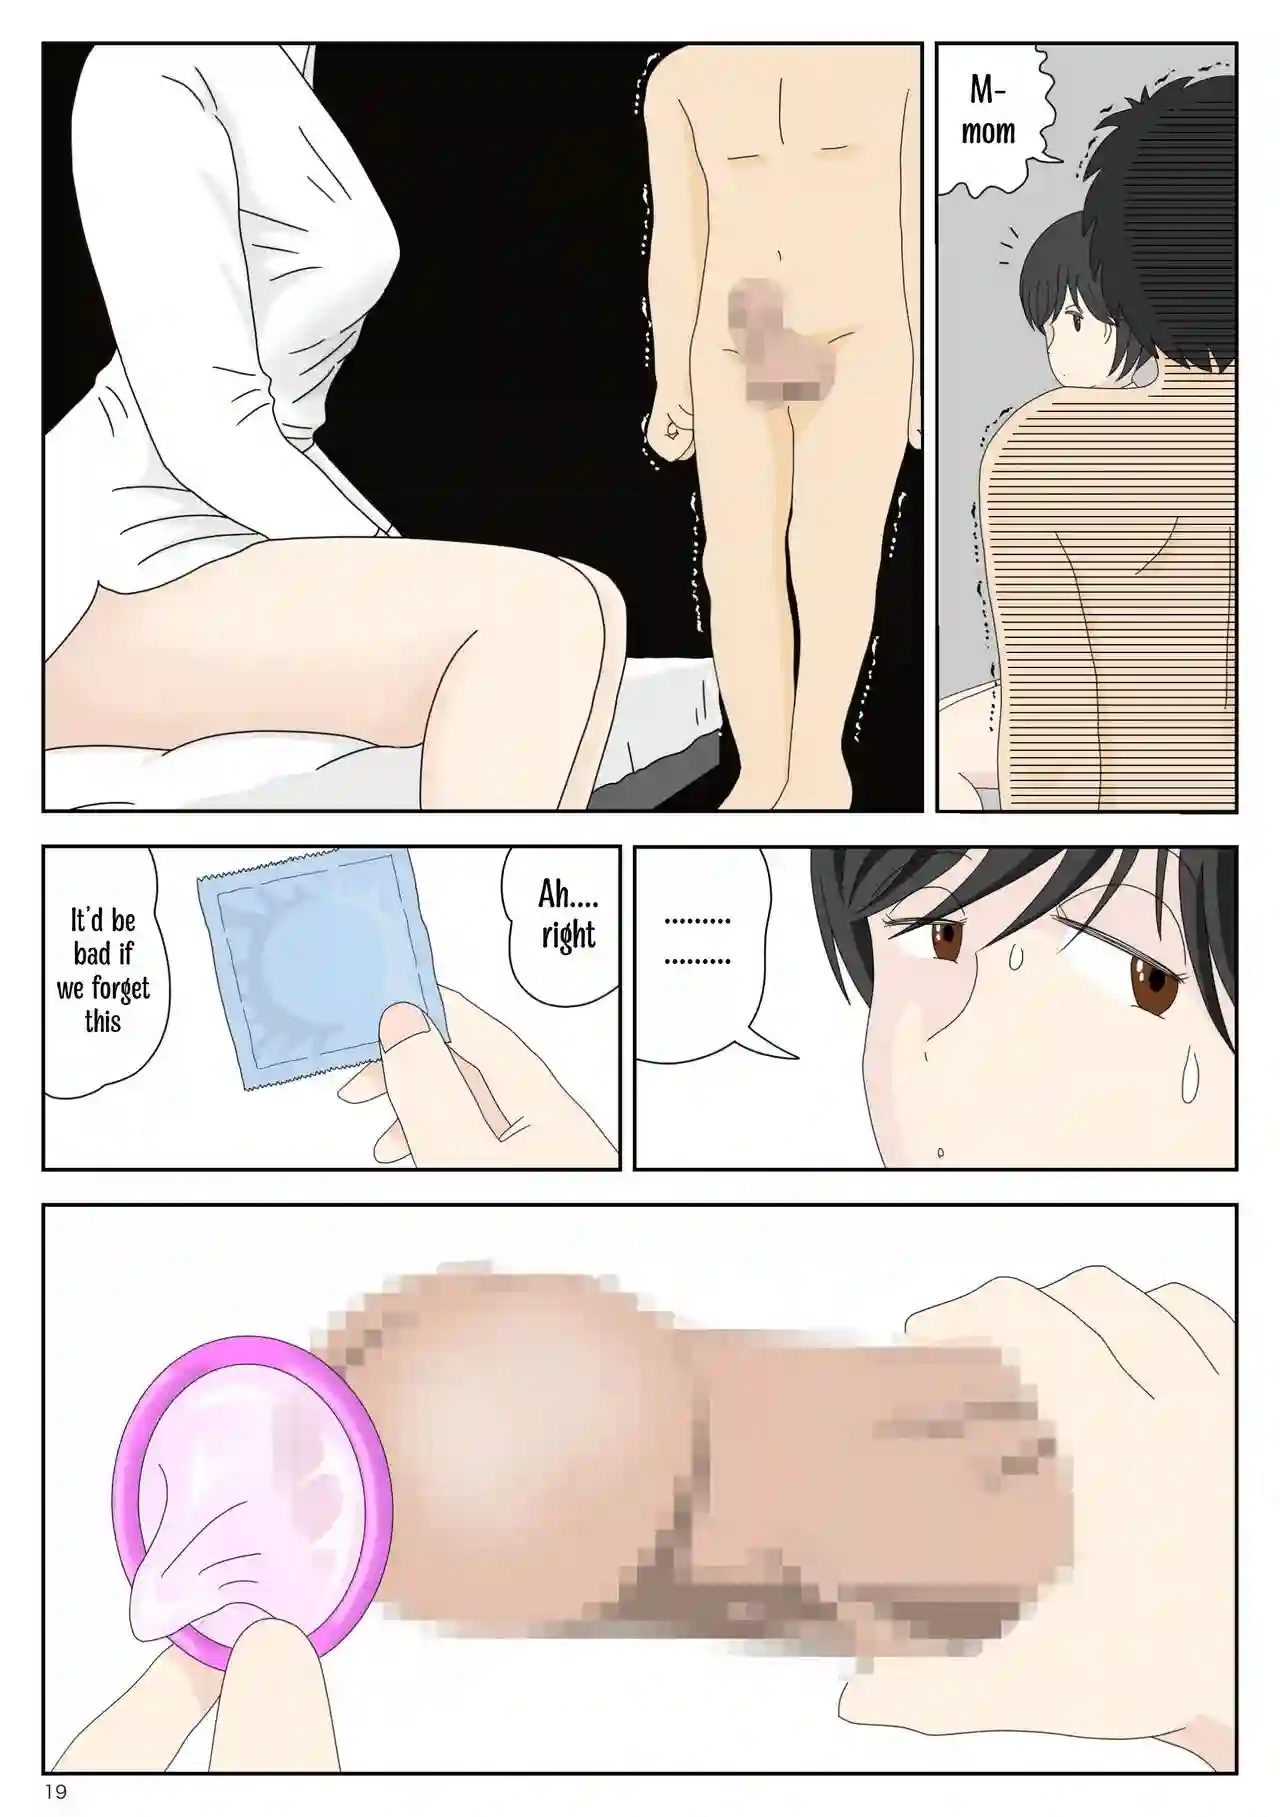 M-
mom
.........
.........
Ah....
right
It'd be
bad if
we forget
this
19